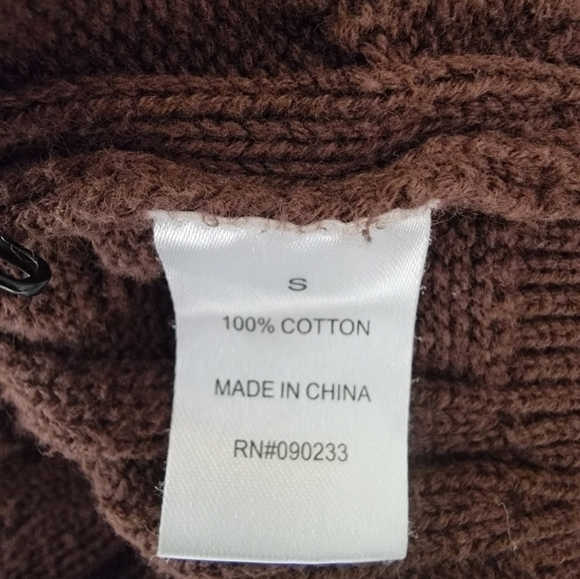 S
100% COTTON
MADE IN CHINA
RN#090233